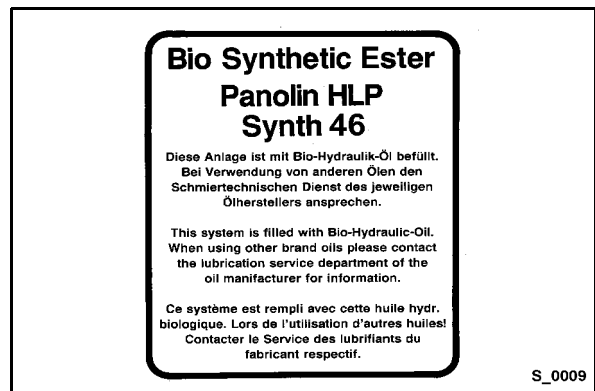 Bio Synthetic Ester
Panolin HLP
Synth 46
Diese Anlage ist mit Bio-Hydraulik-Öl befüllt.
Bei Verwendung von anderen Ölen den
Schmiertechnischen Dienst des jeweiligen
Ölherstellers ansprechen.
This system is filled with Bio-Hydraulic-Oil.
When using other brand oils please contact
the lubrication service department of the
oil manifacturer for information.
Ce système est rempli avec cette huile hydr.
biologique. Lors de l'utilisation d'autres huiles!
Contacter le Service des lubrifiants du
fabricant respectif.
S_0009